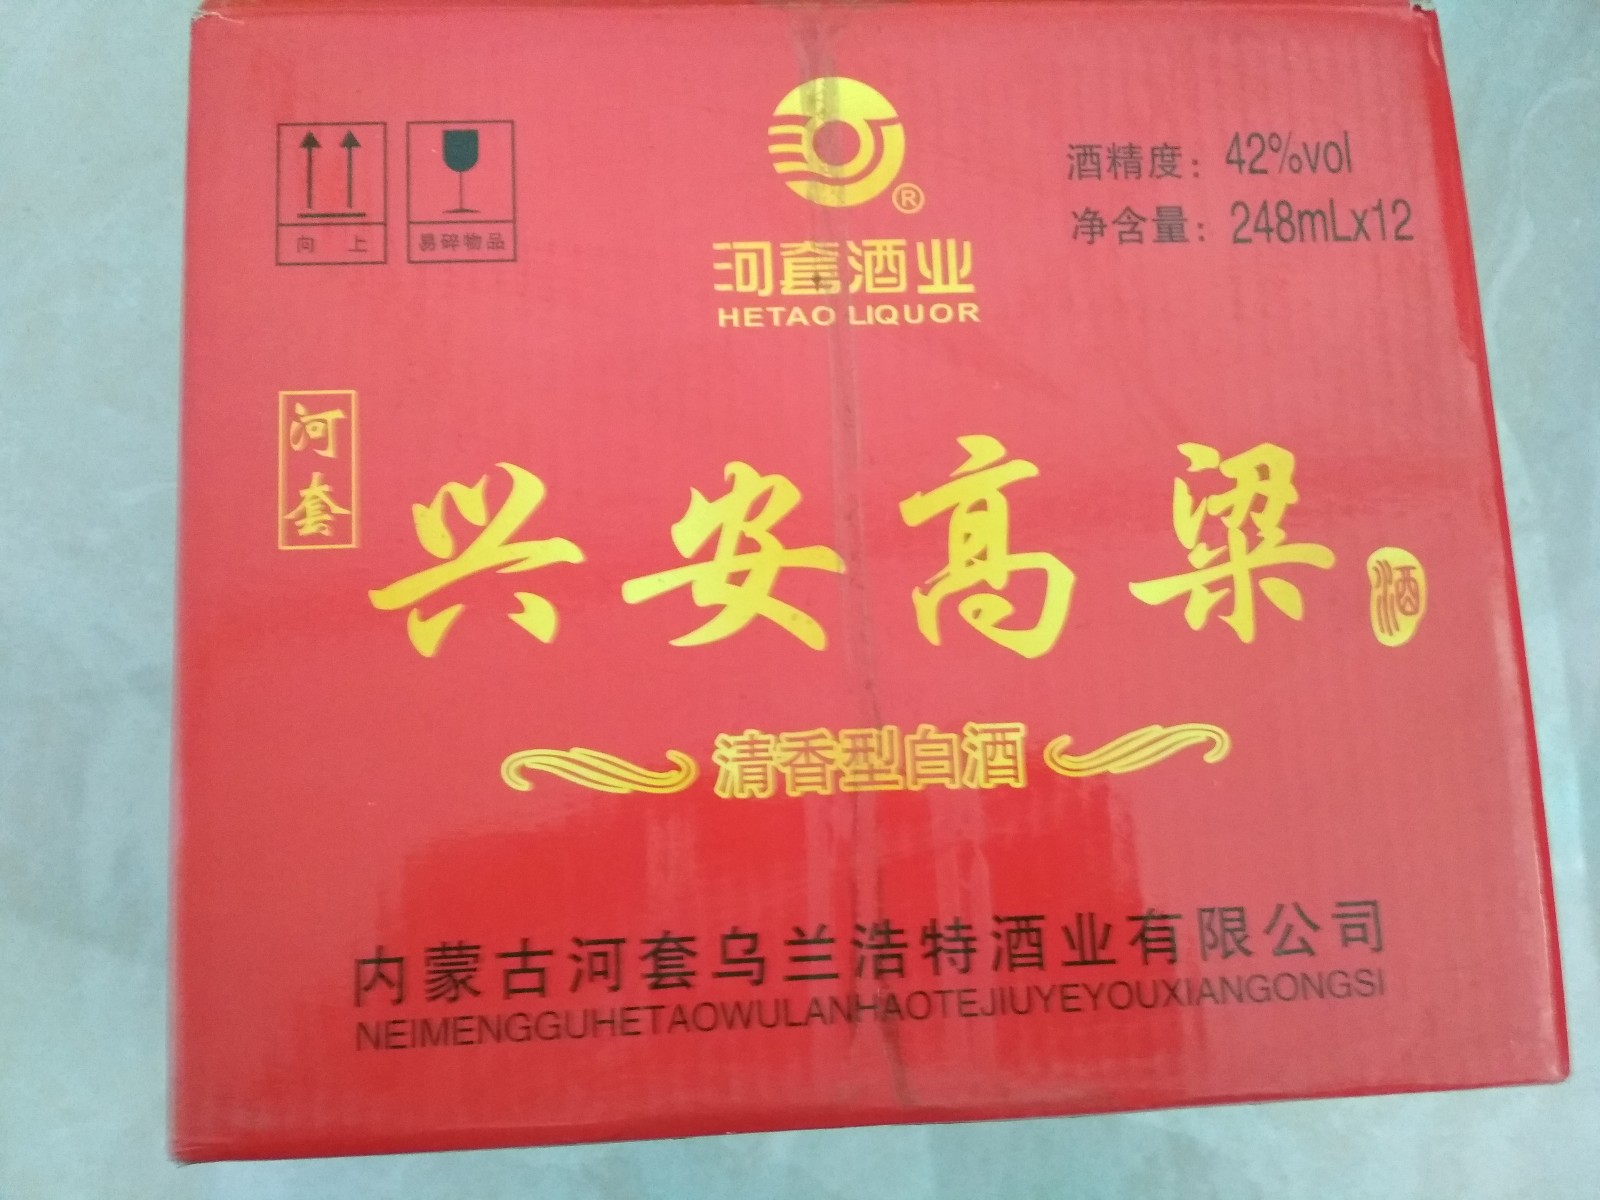 向 上
易碎物品
®
河套酒业
HETAO LIQUOR
酒精度：42%vol
净含量：248mLx12
河套
兴安高粱
酒
清香型白酒
内蒙古河套乌兰浩特酒业有限公司
NEIMENGGUHETAOWULANHAOTEJIUYEYOUXIANGONGSI